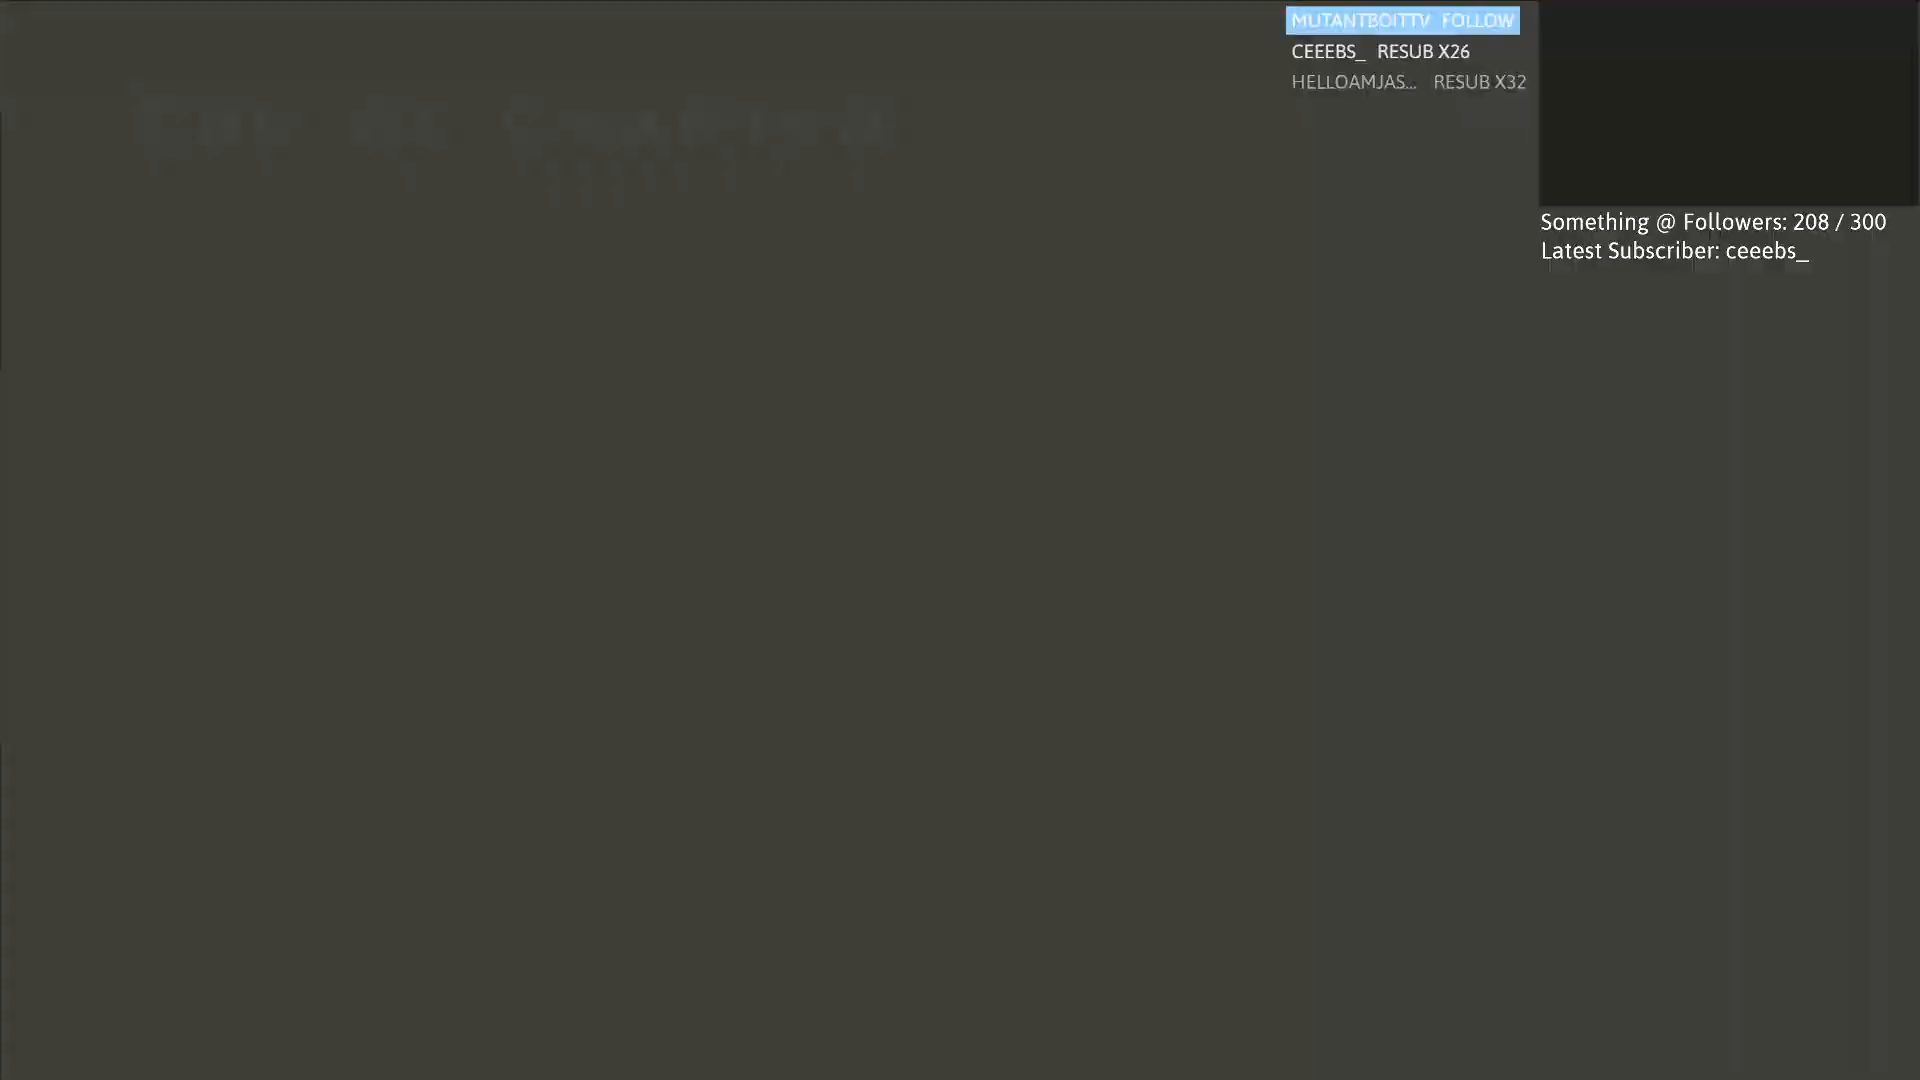 MUTANTBOITTV FOLLOW
CEEEBS_ RESUB X26
HELLOAMJAS... RESUB X32
Something @ Followers: 208 / 300
Latest Subscriber: ceeebs_